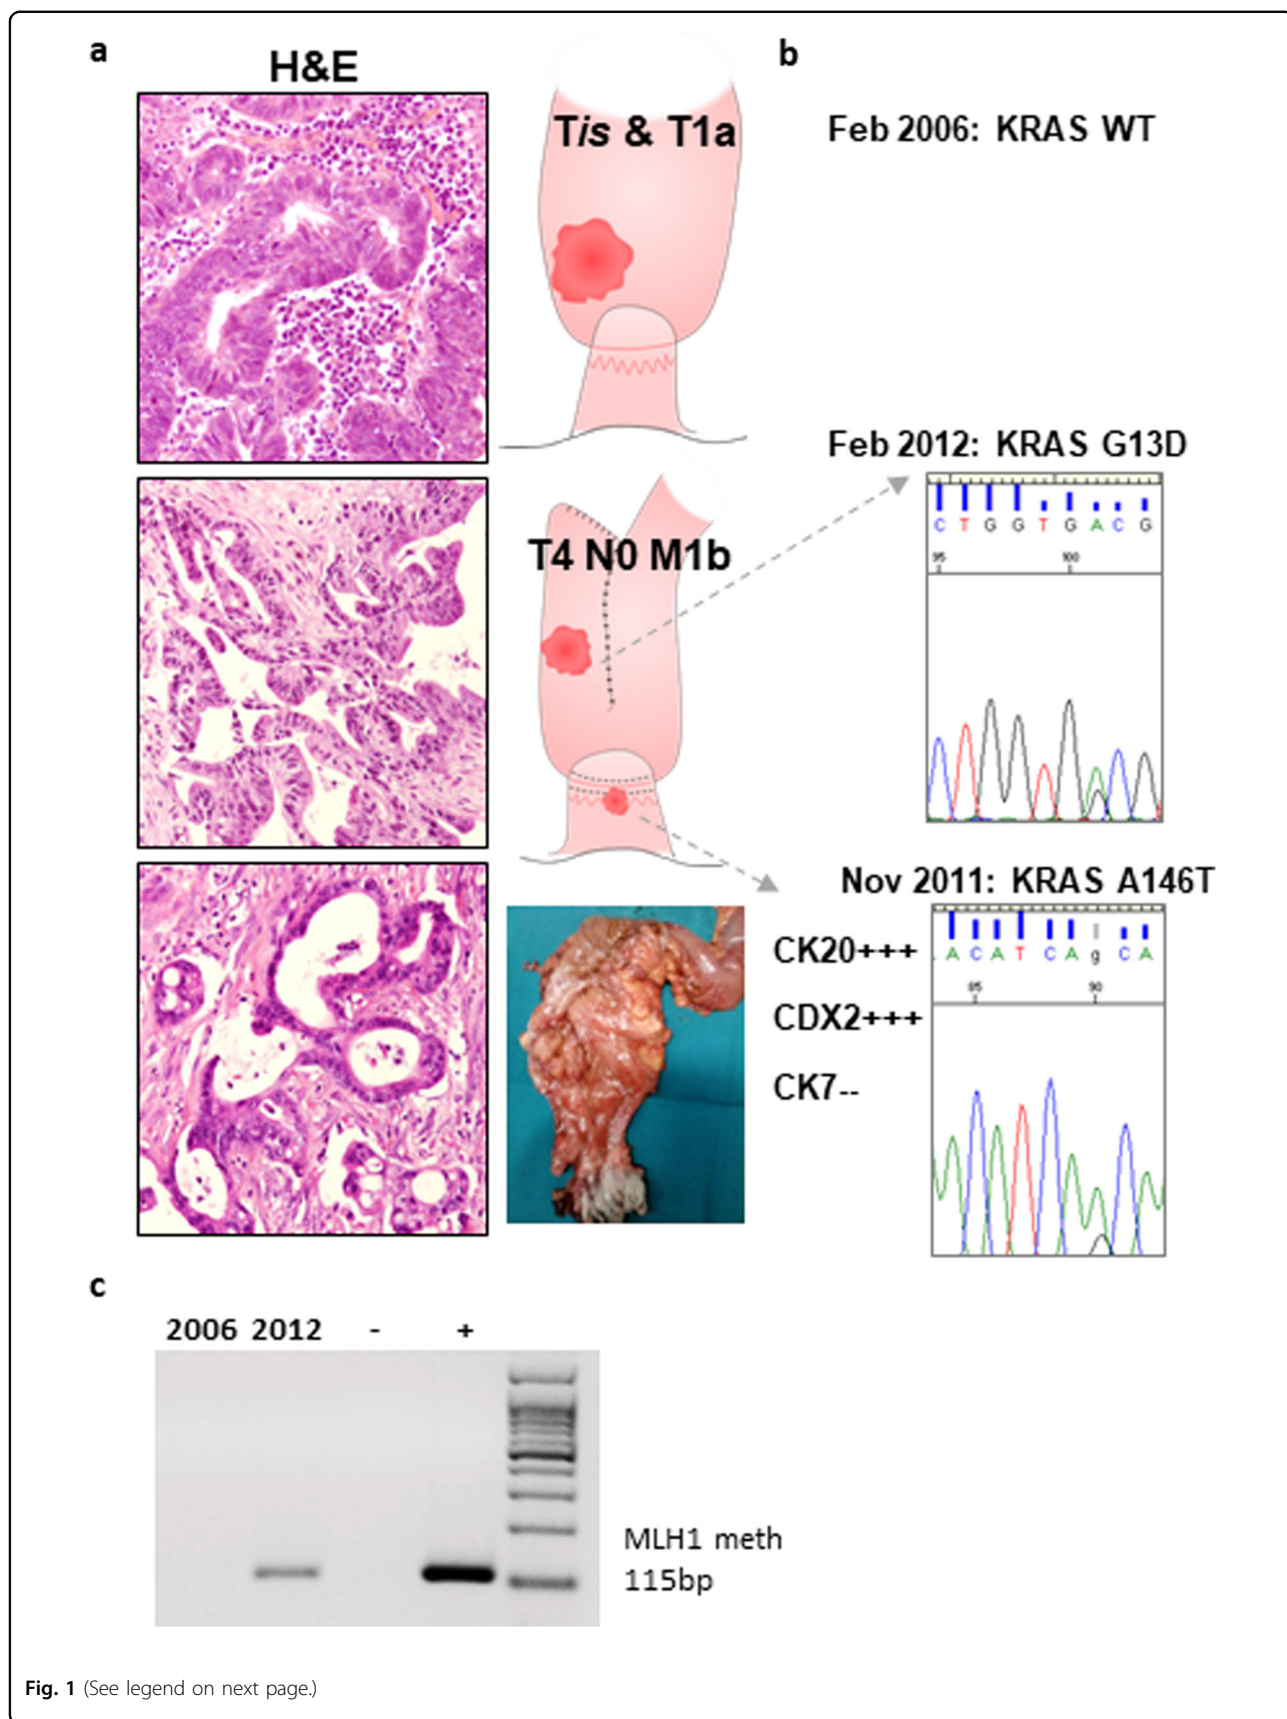 a
H&E
Tis & T1a
b
Feb 2006: KRAS WT
Feb 2012: KRAS G13D
C T G G T G A C G
95 100
T4 N0 M1b
Nov 2011: KRAS A146T
A C A T C A g C A
85 90
CK20+++
CDX2+++
CK7--
c
2006 2012 - +
MLH1 meth
115bp
Fig. 1 (See legend on next page.)